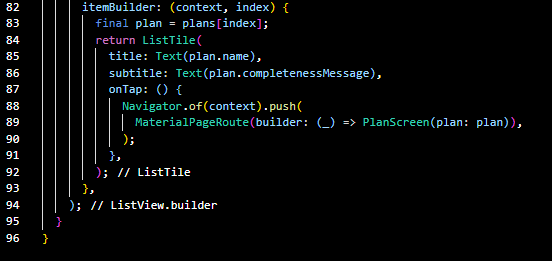 82 itemBuilder: (context, index) {
83 final plan = plans[index];
84 return ListTile(
85 title: Text(plan.name),
86 subtitle: Text(plan.completenessMessage),
87 onTap: () {
88 Navigator.of(context).push(
89 MaterialPageRoute(builder: (_) => PlanScreen(plan: plan)),
90 );
91 },
92 ); // ListTile
93 },
94 ); // ListView.builder
95 }
96 }